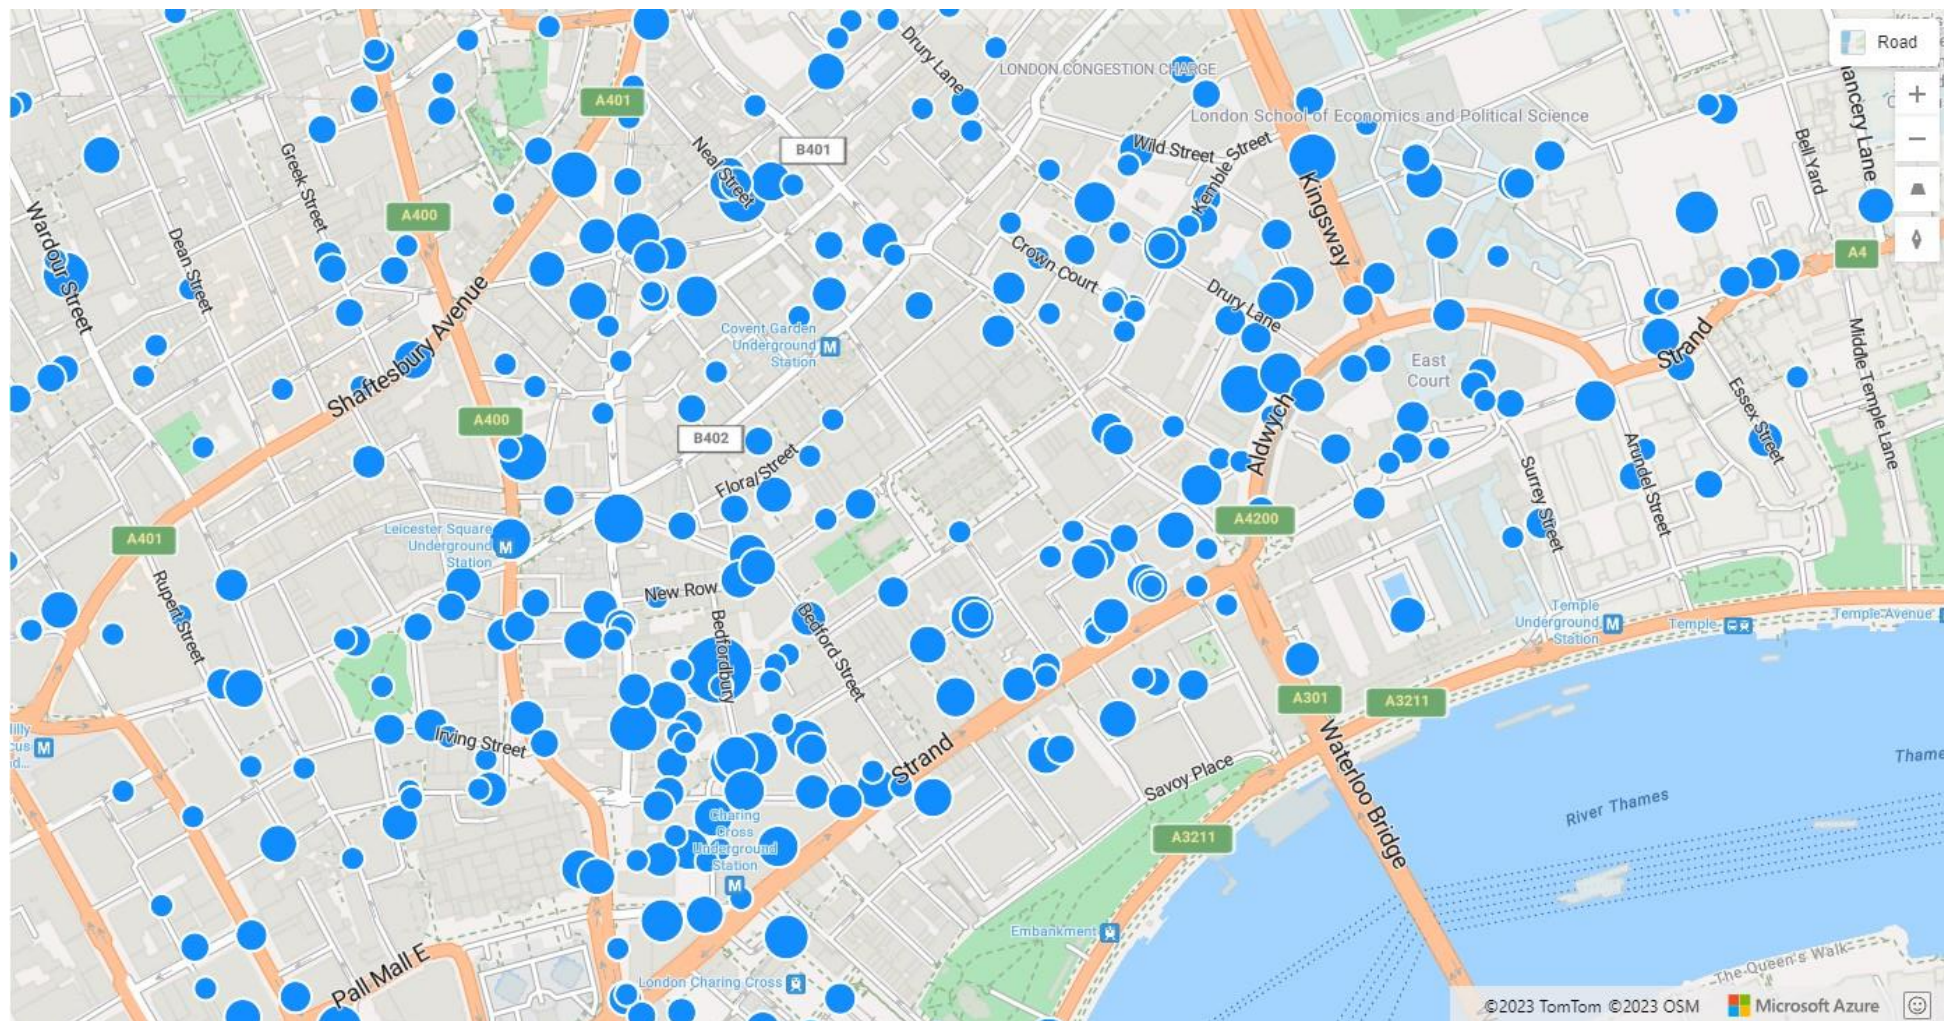 Drury Lane
LONDON CONGESTION CHARGE
Road
A401
London School of Economics and Political Science
Neal Street
B401
Wild Street
Kemble Street
Bell Yard
Greek Street
Kingsway
A400
Wardour Street
Dean Street
Crown Court
A4
Drury Lane
Shaftesbury Avenue
Covent Garden
Underground
Station
M
East
Court
Strand
Middle Temple Lane
Essex Street
A400
B402
Aldwych
Floral Street
Arundel Street
Surrey Street
A4200
Leicester Square
Underground
Station
M
A401
Rupert Street
New Row
Bedfordbury
Bedford Street
Temple
Underground
Station
M
Temple
Temple Avenue
A301
A3211
Irving Street
M
Strand
Savoy Place
Waterloo Bridge
River Thames
Charing
Cross
Underground
Station
M
A3211
Embankment
Pall Mall E
London Charing Cross
The Queen's Walk
©2023 TomTom ©2023 OSM
Microsoft Azure